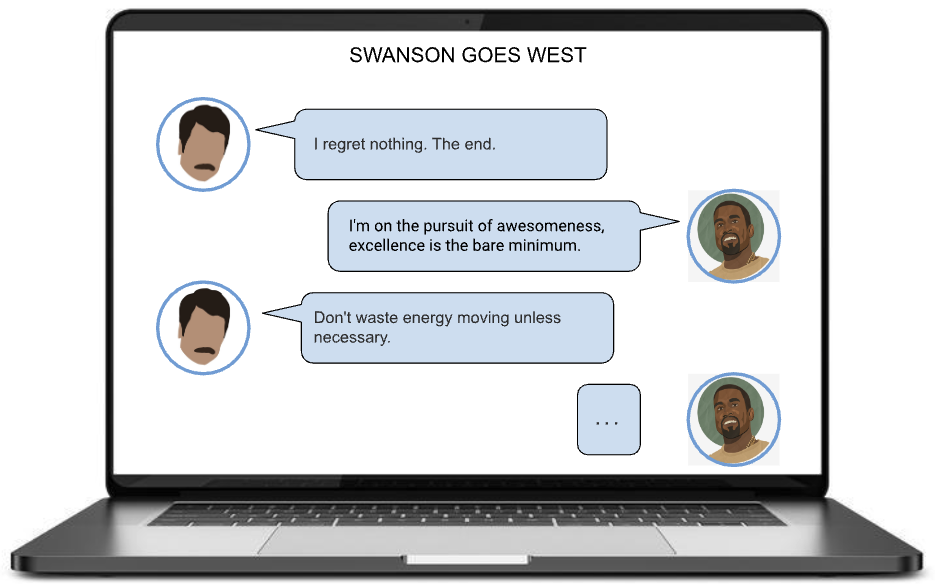 SWANSON GOES WEST
I regret nothing. The end.
I'm on the pursuit of awesomeness,
excellence is the bare minimum.
Don't waste energy moving unless
necessary.
...